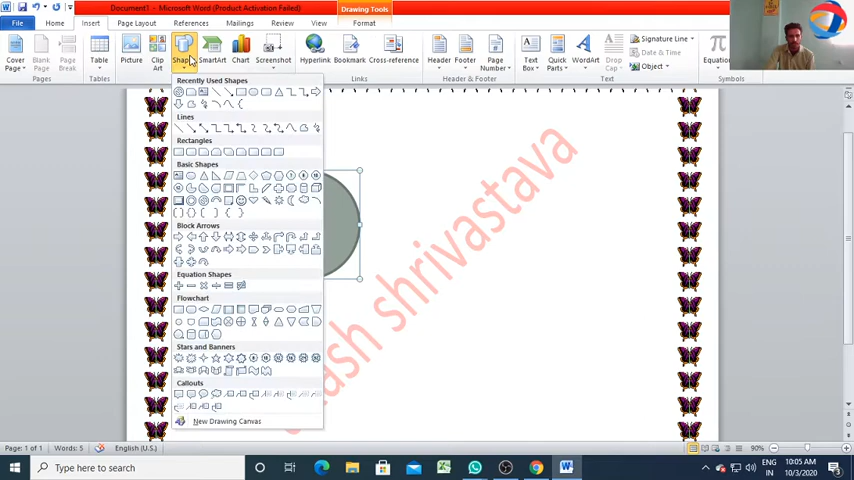 Document1 - Microsoft Word (Product Activation Failed)
Drawing Tools
File Home Insert Page Layout References Mailings Review View Format
Cover Page Blank Page Page Break
Pages
Table
Tables
Picture Clip Art Shapes SmartArt Chart Screenshot
Hyperlink Bookmark Cross-reference
Links
Header Footer Page Number
Text Box Quick Parts WordArt Drop Cap
Signature Line
Date & Time
Object
Equation
Symbols
Recently Used Shapes
Lines
Rectangles
Basic Shapes
Block Arrows
Equation Shapes
Flowchart
Stars and Banners
Callouts
New Drawing Canvas
ash shrivastava
Page: 1 of 1 Words: 5 English (U.S.) 90%
Type here to search
ENG
IN
10:05 AM
10/3/2020
3